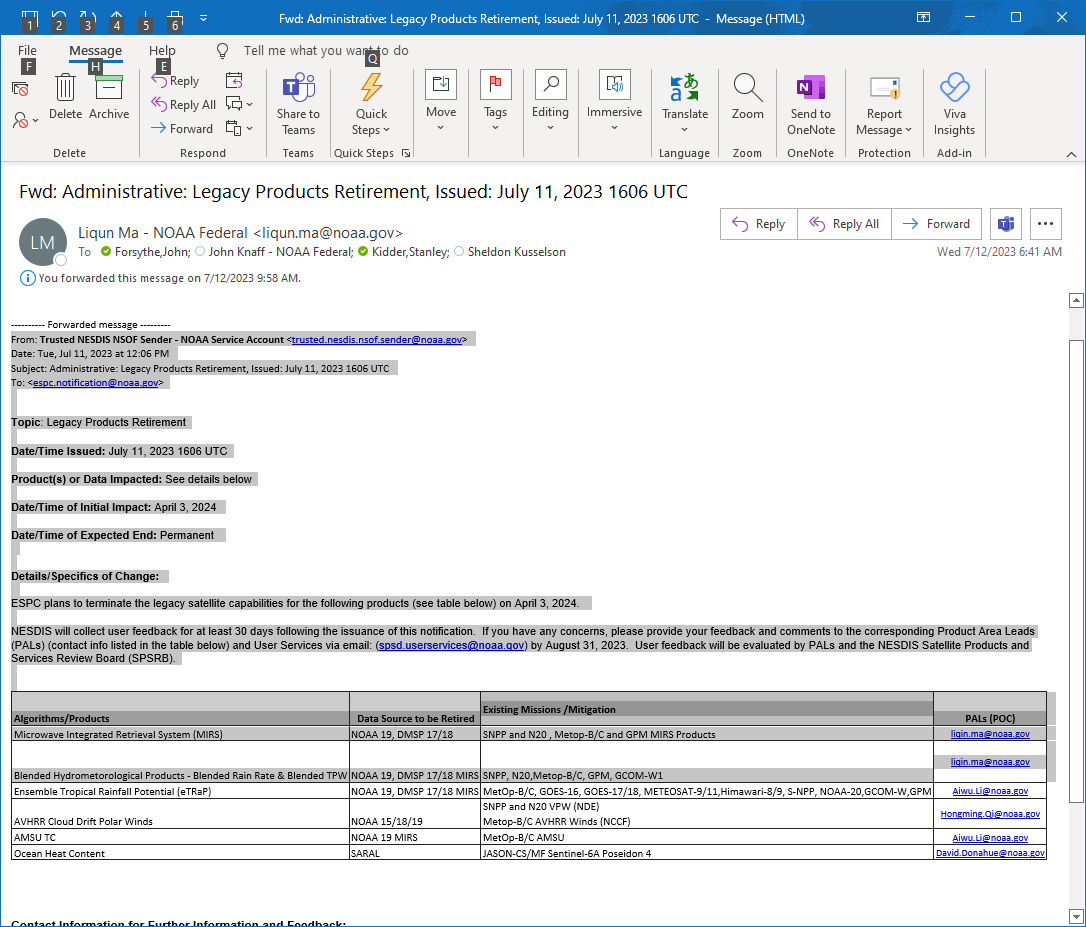 1 2 3 4 5 6
Fwd: Administrative: Legacy Products Retirement, Issued: July 11, 2023 1606 UTC - Message (HTML)
File Message Help Tell me what you want to do
F H E Q
Delete Archive
Reply
Reply All
Forward
Share to Teams
Quick Steps
Move
Tags
Editing
Immersive
Translate
Zoom
Send to OneNote
Report Message
Viva Insights
Delete Respond Teams Quick Steps Language Zoom OneNote Protection Add-in
Fwd: Administrative: Legacy Products Retirement, Issued: July 11, 2023 1606 UTC
LM
Liqun Ma - NOAA Federal <liqun.ma@noaa.gov>
To Forsythe,John; John Knaff - NOAA Federal; Kidder,Stanley; Sheldon Kusselson
Reply Reply All Forward ...
Wed 7/12/2023 6:41 AM
You forwarded this message on 7/12/2023 9:58 AM.
---------- Forwarded message ---------
From: Trusted NESDIS NSOF Sender - NOAA Service Account <trusted.nesdis.nsof.sender@noaa.gov>
Date: Tue, Jul 11, 2023 at 12:06 PM
Subject: Administrative: Legacy Products Retirement, Issued: July 11, 2023 1606 UTC
To: <espc.notification@noaa.gov>
Topic: Legacy Products Retirement
Date/Time Issued: July 11, 2023 1606 UTC
Product(s) or Data Impacted: See details below
Date/Time of Initial Impact: April 3, 2024
Date/Time of Expected End: Permanent
Details/Specifics of Change:
ESPC plans to terminate the legacy satellite capabilities for the following products (see table below) on April 3, 2024.
NESDIS will collect user feedback for at least 30 days following the issuance of this notification. If you have any concerns, please provide your feedback and comments to the corresponding Product Area Leads
(PALs) (contact info listed in the table below) and User Services via email: (spsd.userservices@noaa.gov) by August 31, 2023. User feedback will be evaluated by PALs and the NESDIS Satellite Products and
Services Review Board (SPSRB).
Algorithms/Products Data Source to be Retired Existing Missions /Mitigation PALs (POC)
Microwave Integrated Retrieval System (MIRS) NOAA 19, DMSP 17/18 SNPP and N20 , Metop-B/C and GPM MIRS Products liqin.ma@noaa.gov
Blended Hydrometorological Products - Blended Rain Rate & Blended TPW NOAA 19, DMSP 17/18 MIRS SNPP, N20,Metop-B/C, GPM, GCOM-W1 liqin.ma@noaa.gov
Ensemble Tropical Rainfall Potential (eTRaP) NOAA 19, DMSP 17/18 MIRS MetOp-B/C, GOES-16, GOES-17/18, METEOSAT-9/11,Himawari-8/9, S-NPP, NOAA-20,GCOM-W,GPM Aiwu.Li@noaa.gov
SNPP and N20 VPW (NDE)
AVHRR Cloud Drift Polar Winds NOAA 15/18/19 Metop-B/C AVHRR Winds (NCCF) Hongming.Qi@noaa.gov
AMSU TC NOAA 19 MIRS MetOp-B/C AMSU Aiwu.Li@noaa.gov
Ocean Heat Content SARAL JASON-CS/MF Sentinel-6A Poseidon 4 David.Donahue@noaa.gov
Contact Information for Further Information and Feedback: